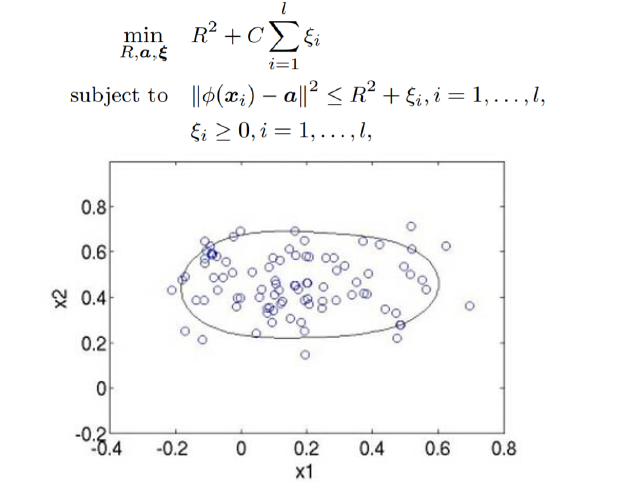 min_{R,a,ξ} R² + C ∑_{i=1}^{l} ξ_i
subject to ‖ϕ(x_i) − a‖² ≤ R² + ξ_i, i = 1, . . . , l,
ξ_i ≥ 0, i = 1, . . . , l,
0.8
0.6
0.4
0.2
0
-0.2
x2
-0.4 -0.2 0 0.2 0.4 0.6 0.8
x1